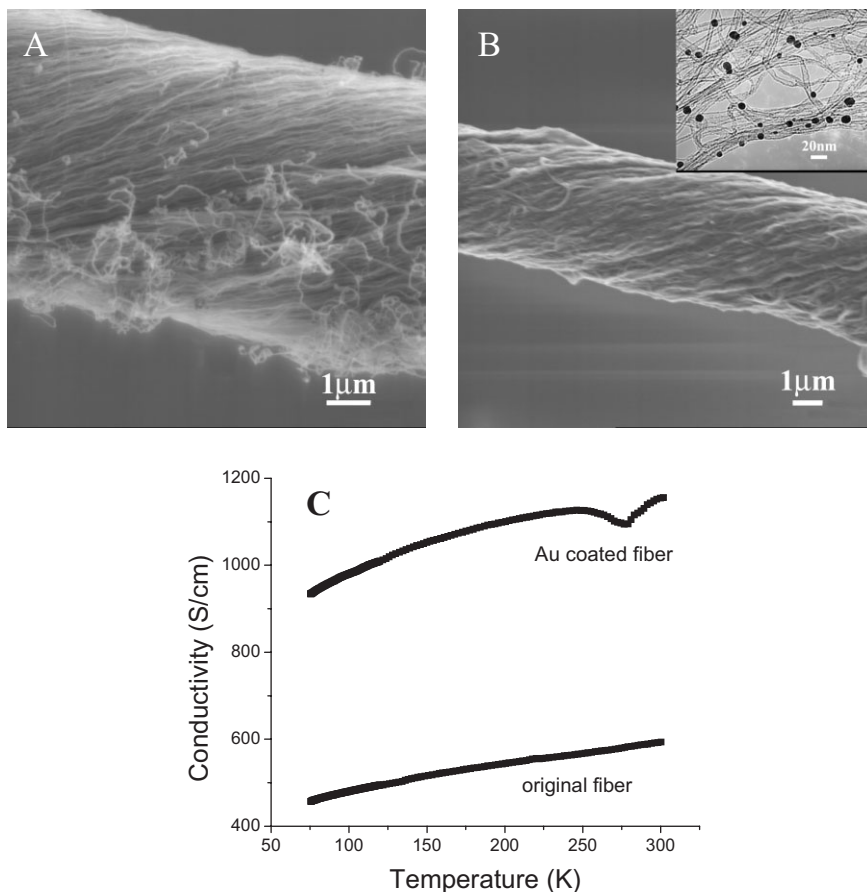 A
B
20nm
1μm
1μm
C
1200
1000
800
600
400
Conductivity (S/cm)
Au coated fiber
original fiber
50 100 150 200 250 300
Temperature (K)